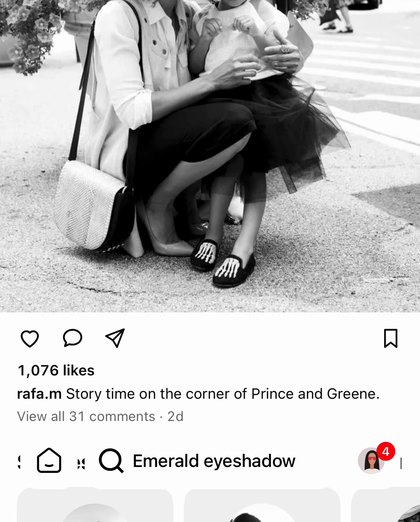 1,076 likes
rafa.m Story time on the corner of Prince and Greene.
View all 31 comments · 2d
Emerald eyeshadow
4